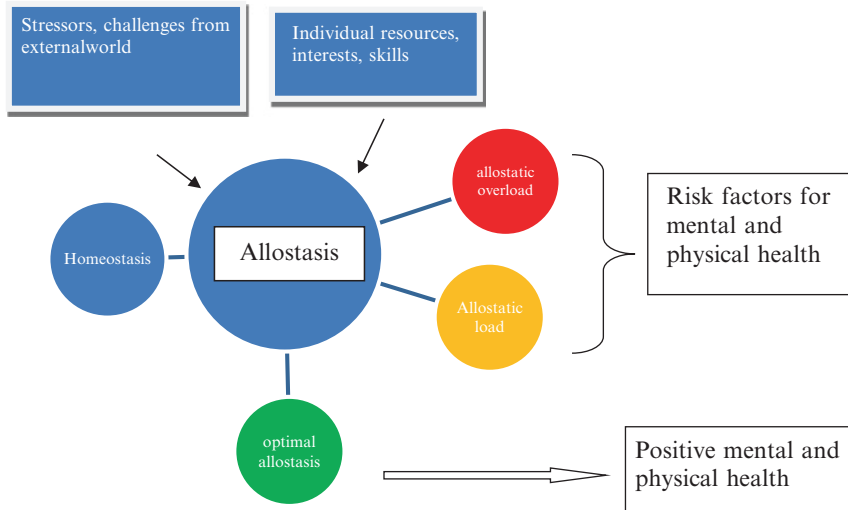 Stressors, challenges from
externalworld
Individual resources,
interests, skills
allostatic
overload
Risk factors for
mental and
physical health
Homeostasis
Allostasis
Allostatic
load
optimal
allostasis
Positive mental and
physical health